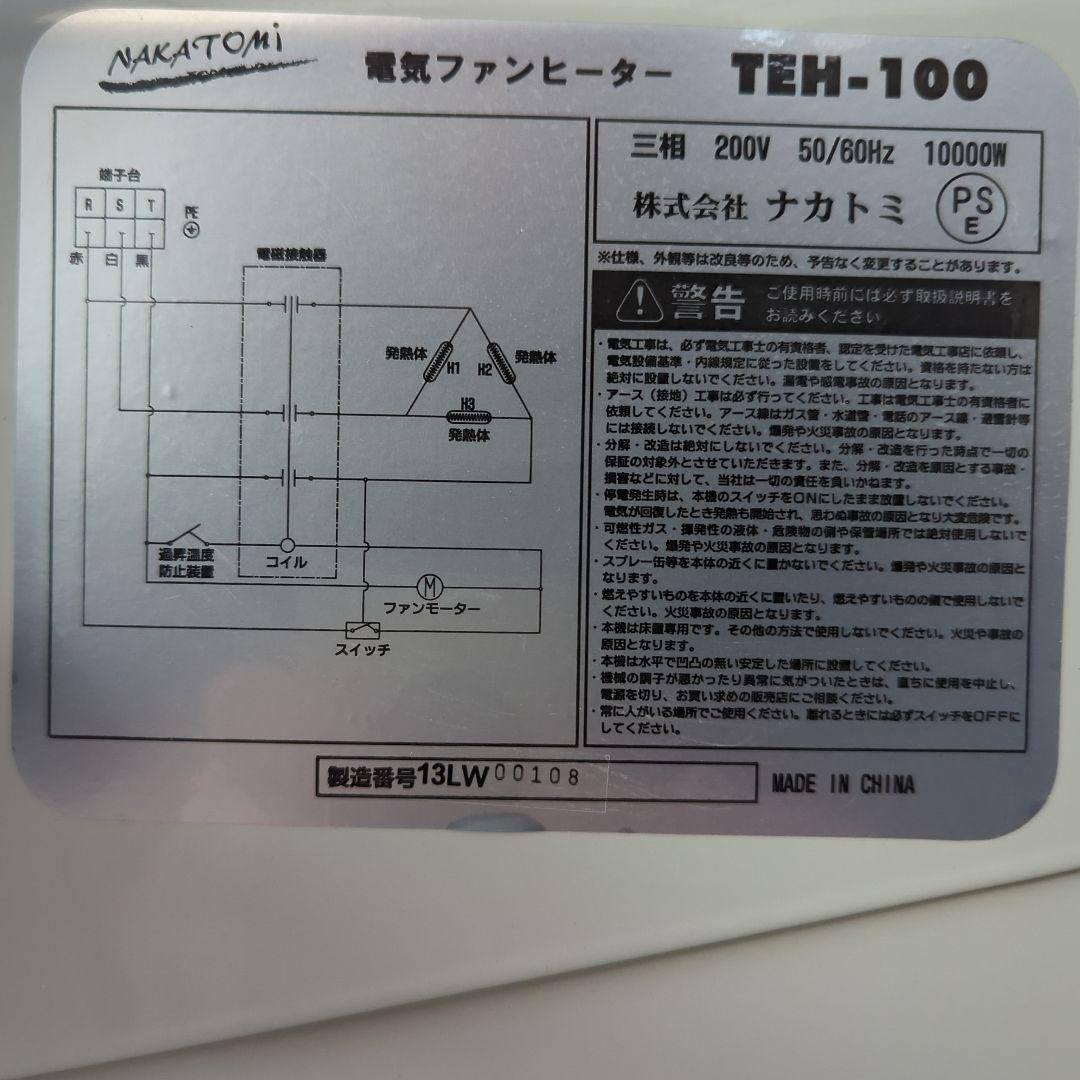 NAKATOMi
電気ファンヒーター TEH-100
端子台
R S T
PE
赤 白 黒
電磁接触器
発熱体 H1 H2 発熱体
H3
発熱体
過昇温度
防止装置
コイル
M
ファンモーター
スイッチ
三相 200V 50/60Hz 10000W
株式会社 ナカトミ
PS
E
※仕様、外観等は改良等のため、予告なく変更することがあります。
警告 ご使用時前には必ず取扱説明書を
お読みください
・電気工事は、必ず電気工事士の有資格者、認定を受けた電気工事店に依頼し、
電気設備基準・内線規定に従った設置をしてください。資格を持たない方は
絶対に設置しないでください。漏電や感電事故の原因となります。
・アース（接地）工事は必ず行ってください。工事は電気工事士の有資格者に
依頼してください。アース線はガス管・水道管・電話のアース線・避雷針等
には接続しないでください。爆発や火災事故の原因となります。
・分解・改造は絶対にしないでください。分解・改造を行った時点で一切の
保証の対象外とさせていただきます。また、分解・改造を原因とする事故・
損害などに対して、当社は一切の責任を負いかねます。
・停電発生時は、本機のスイッチをONにしたまま放置しないでください。
電気が回復したとき発熱も開始され、思わぬ事故の原因となり大変危険です。
・可燃性ガス・揮発性の液体・危険物の側や保管場所では絶対使用しないで
ください。爆発や火災事故の原因となります。
・スプレー缶等を本体の近くに置かないでください。爆発や火災事故の原因と
なります。
・燃えやすいものを本体の近くに置いたり、燃えやすいものの側で使用しないで
ください。火災事故の原因となります。
・本機は床置専用です。その他の方法で使用しないでください。火災や事故の
原因となります。
・本機は水平で凹凸の無い安定した場所に設置してください。
・機械の調子が悪かったり異常に気がついたときは、直ちに使用を中止し、
電源を切り、お買い求めの販売店にご相談ください。
・常に人がいる場所でご使用ください。離れるときには必ずスイッチをOFFに
してください。
製造番号13LW00108
MADE IN CHINA